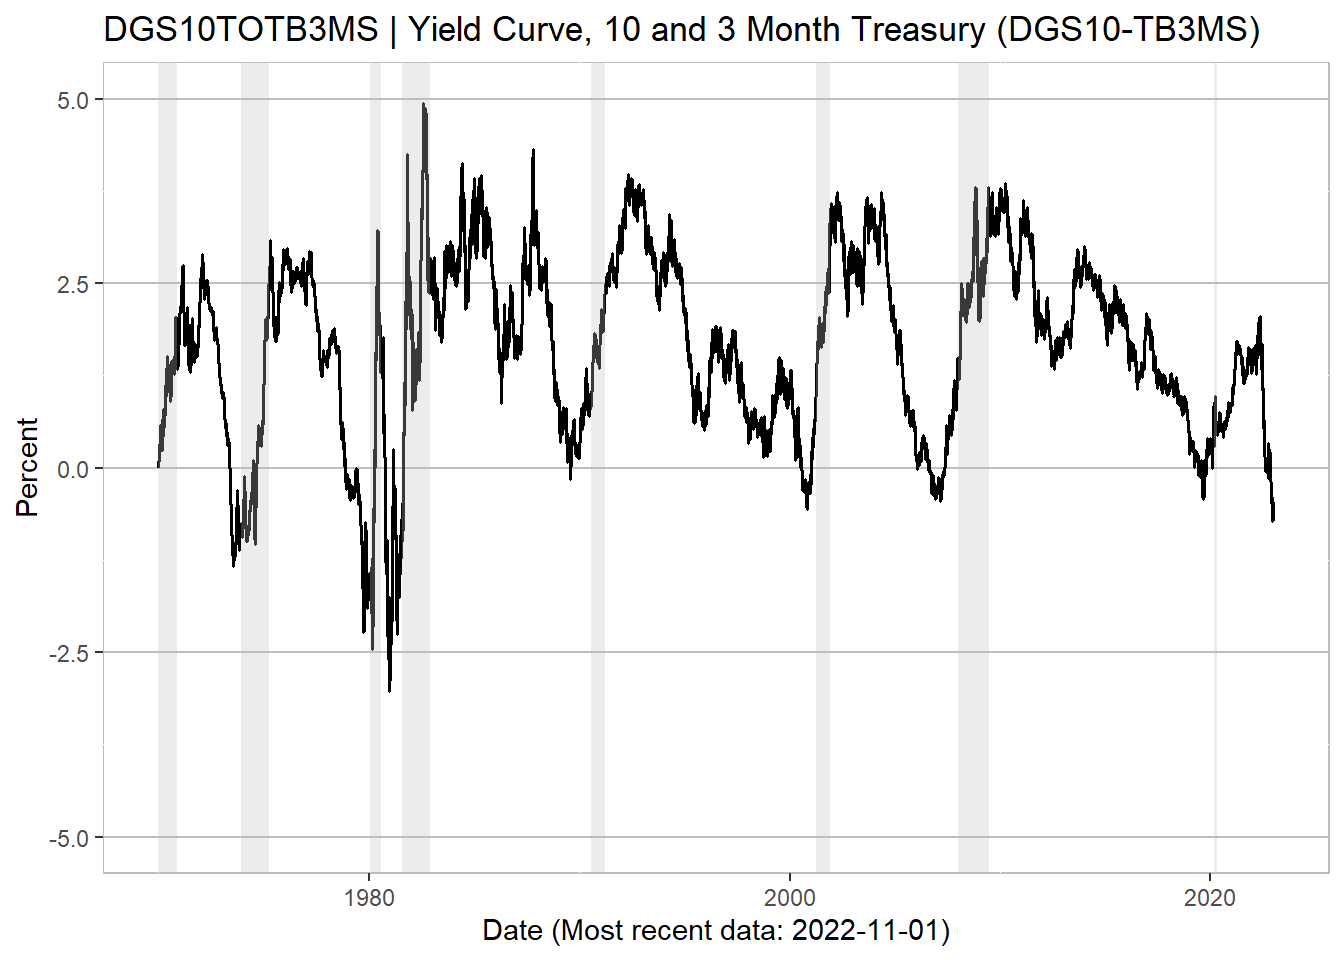 DGS10TOTB3MS | Yield Curve, 10 and 3 Month Treasury (DGS10-TB3MS)
5.0
2.5
0.0
-2.5
-5.0
Percent
1980
2000
2020
Date (Most recent data: 2022-11-01)